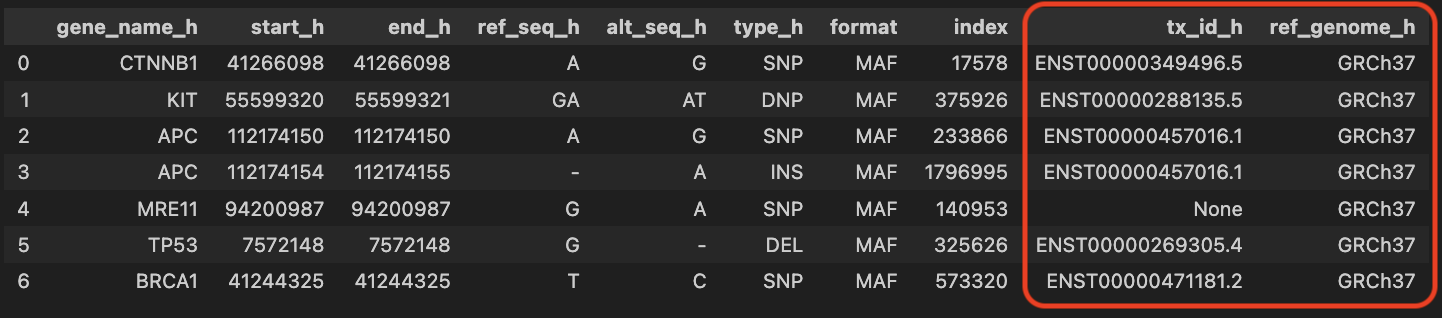 gene_name_h start_h end_h ref_seq_h alt_seq_h type_h format index tx_id_h ref_genome_h
0 CTNNB1 41266098 41266098 A G SNP MAF 17578 ENST00000349496.5 GRCh37
1 KIT 55599320 55599321 GA AT DNP MAF 375926 ENST00000288135.5 GRCh37
2 APC 112174150 112174150 A G SNP MAF 233866 ENST00000457016.1 GRCh37
3 APC 112174154 112174155 - A INS MAF 1796995 ENST00000457016.1 GRCh37
4 MRE11 94200987 94200987 G A SNP MAF 140953 None GRCh37
5 TP53 7572148 7572148 G - DEL MAF 325626 ENST00000269305.4 GRCh37
6 BRCA1 41244325 41244325 T C SNP MAF 573320 ENST00000471181.2 GRCh37